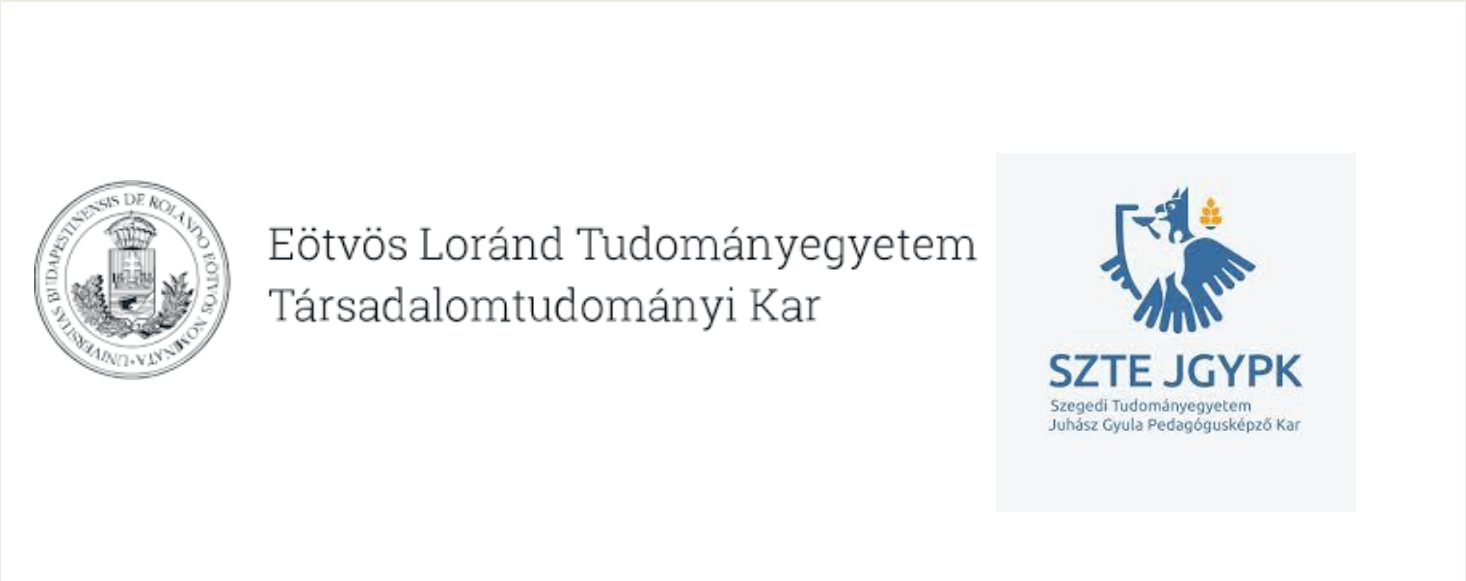 UNIVERSITAS BUDAPESTINENSIS DE ROLANDO EÖTVÖS NOMINATA
Eötvös Loránd Tudományegyetem
Társadalomtudományi Kar
SZTE JGYPK
Szegedi Tudományegyetem
Juhász Gyula Pedagógusképző Kar